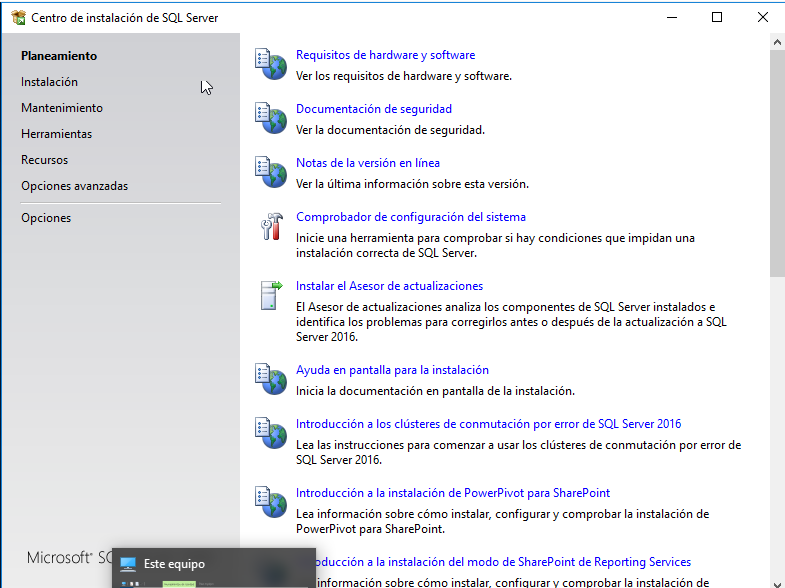 Centro de instalación de SQL Server
Planeamiento
Instalación
Mantenimiento
Herramientas
Recursos
Opciones avanzadas
Opciones
Requisitos de hardware y software
Ver los requisitos de hardware y software.
Documentación de seguridad
Ver la documentación de seguridad.
Notas de la versión en línea
Ver la última información sobre esta versión.
Comprobador de configuración del sistema
Inicie una herramienta para comprobar si hay condiciones que impidan una
instalación correcta de SQL Server.
Instalar el Asesor de actualizaciones
El Asesor de actualizaciones analiza los componentes de SQL Server instalados e
identifica los problemas para corregirlos antes o después de la actualización a SQL
Server 2016.
Ayuda en pantalla para la instalación
Inicia la documentación en pantalla de la instalación.
Introducción a los clústeres de conmutación por error de SQL Server 2016
Lea las instrucciones para comenzar a usar los clústeres de conmutación por error de
SQL Server 2016.
Introducción a la instalación de PowerPivot para SharePoint
Lea información sobre cómo instalar, configurar y comprobar la instalación de
PowerPivot para SharePoint.
oducción a la instalación del modo de SharePoint de Reporting Services
información sobre cómo instalar, configurar y comprobar la instalación de
Microsoft
Este equipo